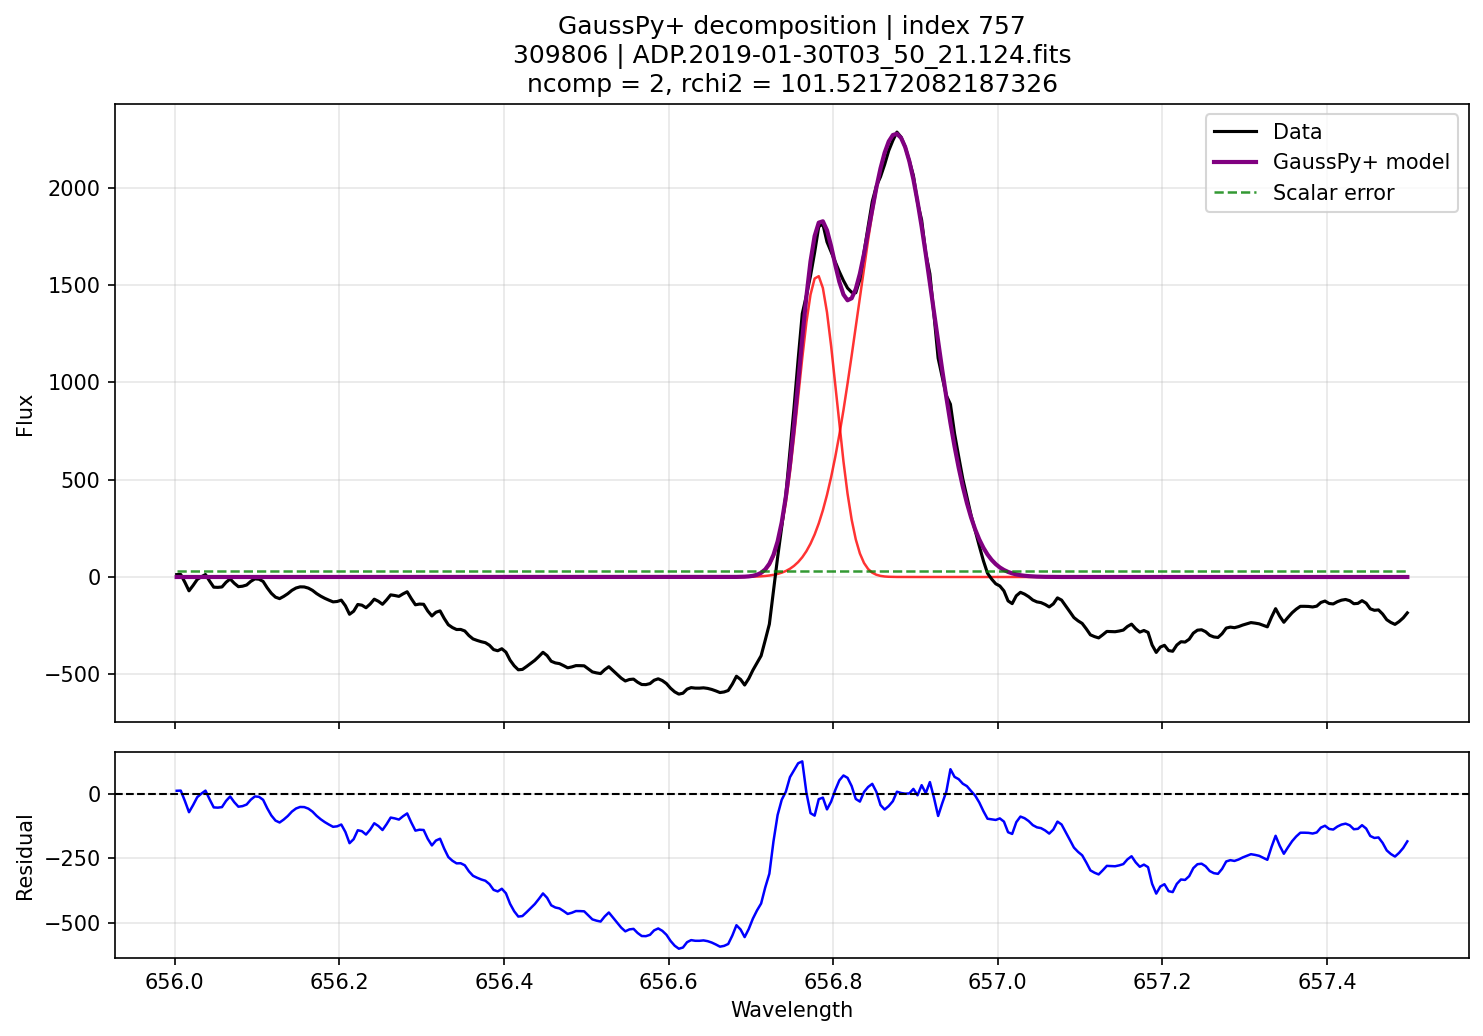 GaussPy+ decomposition | index 757
309806 | ADP.2019-01-30T03_50_21.124.fits
ncomp = 2, rchi2 = 101.52172082187326
Data
GaussPy+ model
Scalar error
Flux
2000
1500
1000
500
0
−500
Residual
0
−250
−500
656.0 656.2 656.4 656.6 656.8 657.0 657.2 657.4
Wavelength